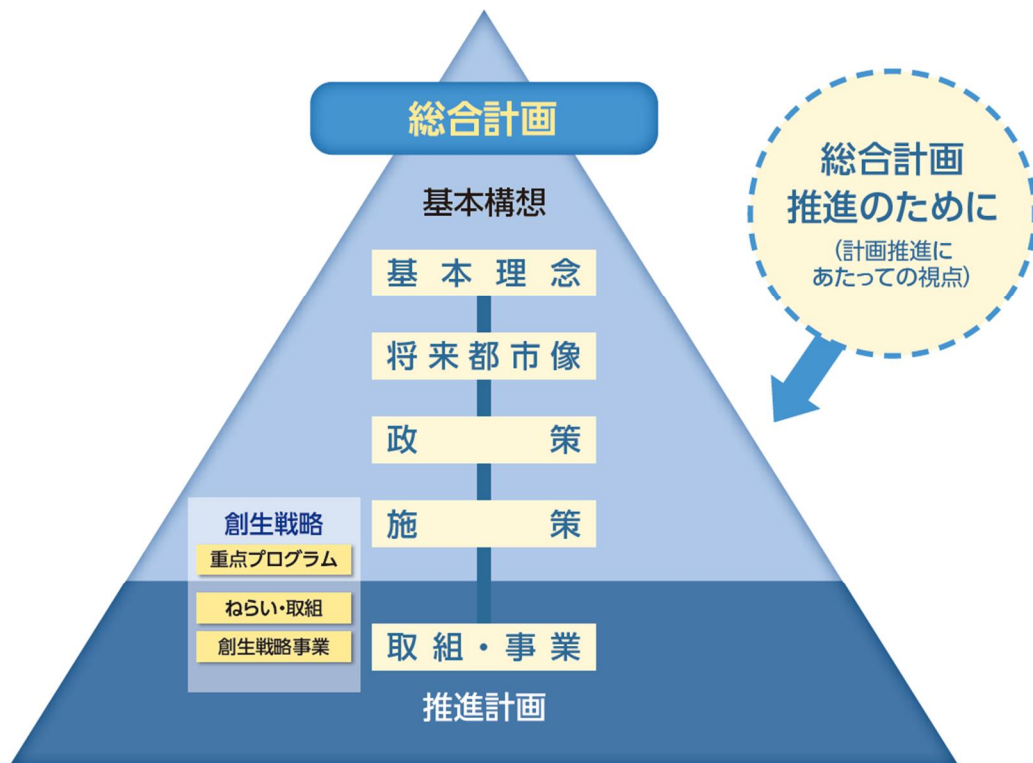 総合計画
基本構想
基本理念
将来都市像
政策
施策
取組・事業
推進計画
創生戦略
重点プログラム
ねらい・取組
創生戦略事業
総合計画
推進のために
(計画推進に
あたっての視点)